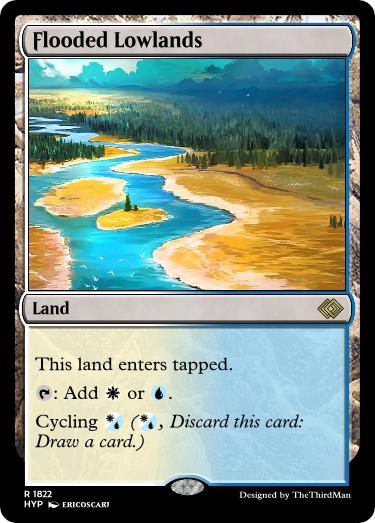 Flooded Lowlands
Land
This land enters tapped.
: Add or .
Cycling (, Discard this card:
Draw a card.)
R 1822
HYP ERICOSCARJ
Designed by TheThirdMan